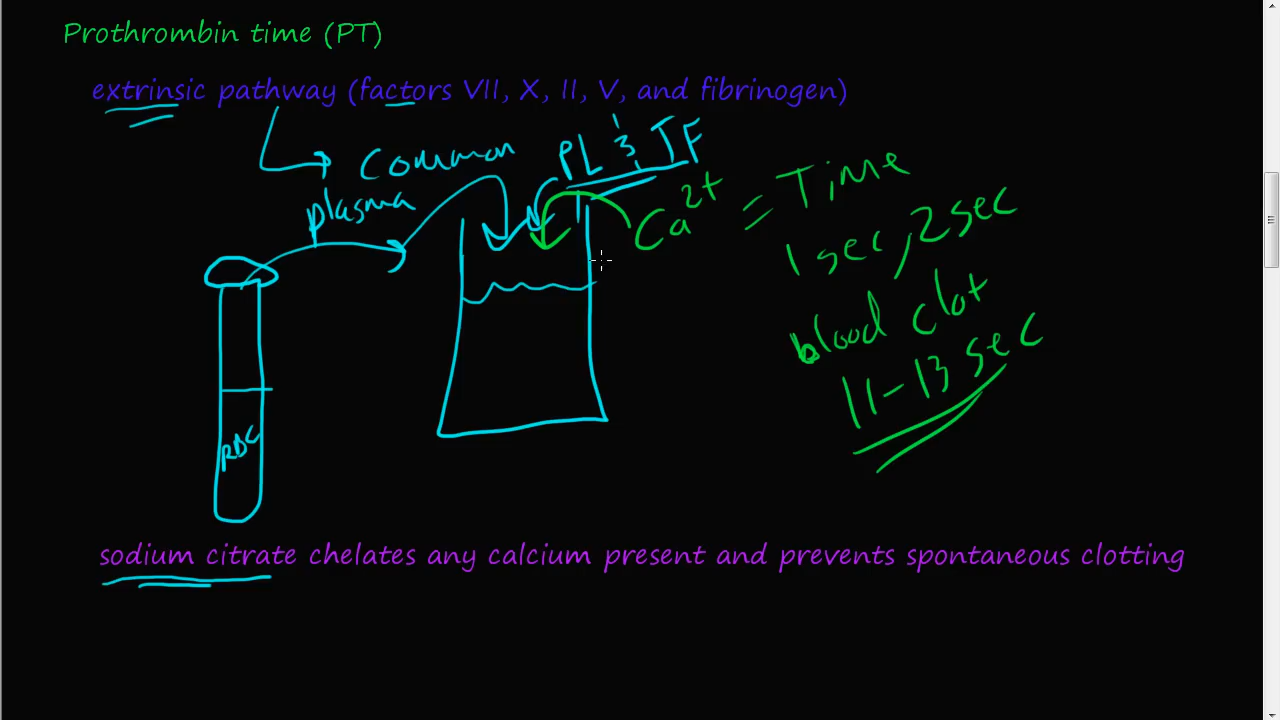 Prothrombin time (PT)
extrinsic pathway (factors VII, X, II, V, and fibrinogen)
Common
PL & TF
plasma
Ca2+ = Time
1 sec, 2 sec
blood clot
11-13 sec
RBC
sodium citrate chelates any calcium present and prevents spontaneous clotting